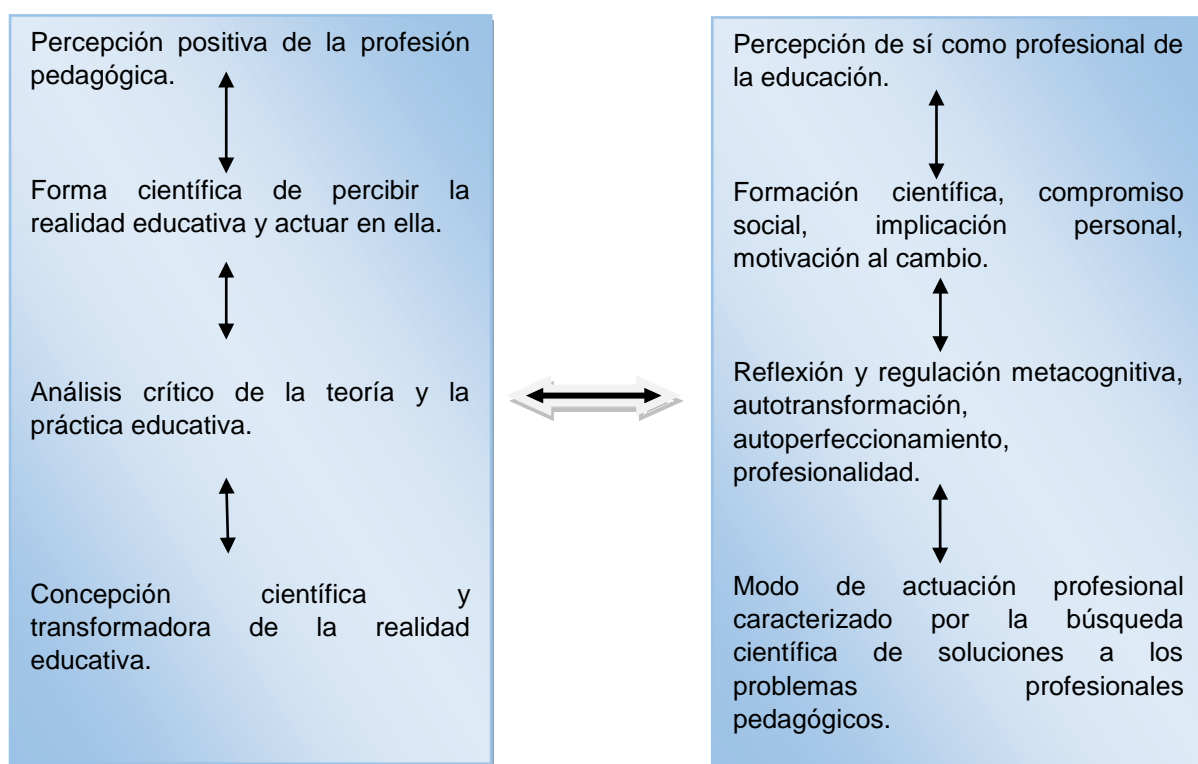 Percepción positiva de la profesión
pedagógica.
Forma científica de percibir la
realidad educativa y actuar en ella.
Análisis crítico de la teoría y la
práctica educativa.
Concepción científica y
transformadora de la realidad
educativa.
Percepción de sí como profesional de
la educación.
Formación científica, compromiso
social, implicación personal,
motivación al cambio.
Reflexión y regulación metacognitiva,
autotransformación,
autoperfeccionamiento,
profesionalidad.
Modo de actuación profesional
caracterizado por la búsqueda
científica de soluciones a los
problemas profesionales
pedagógicos.